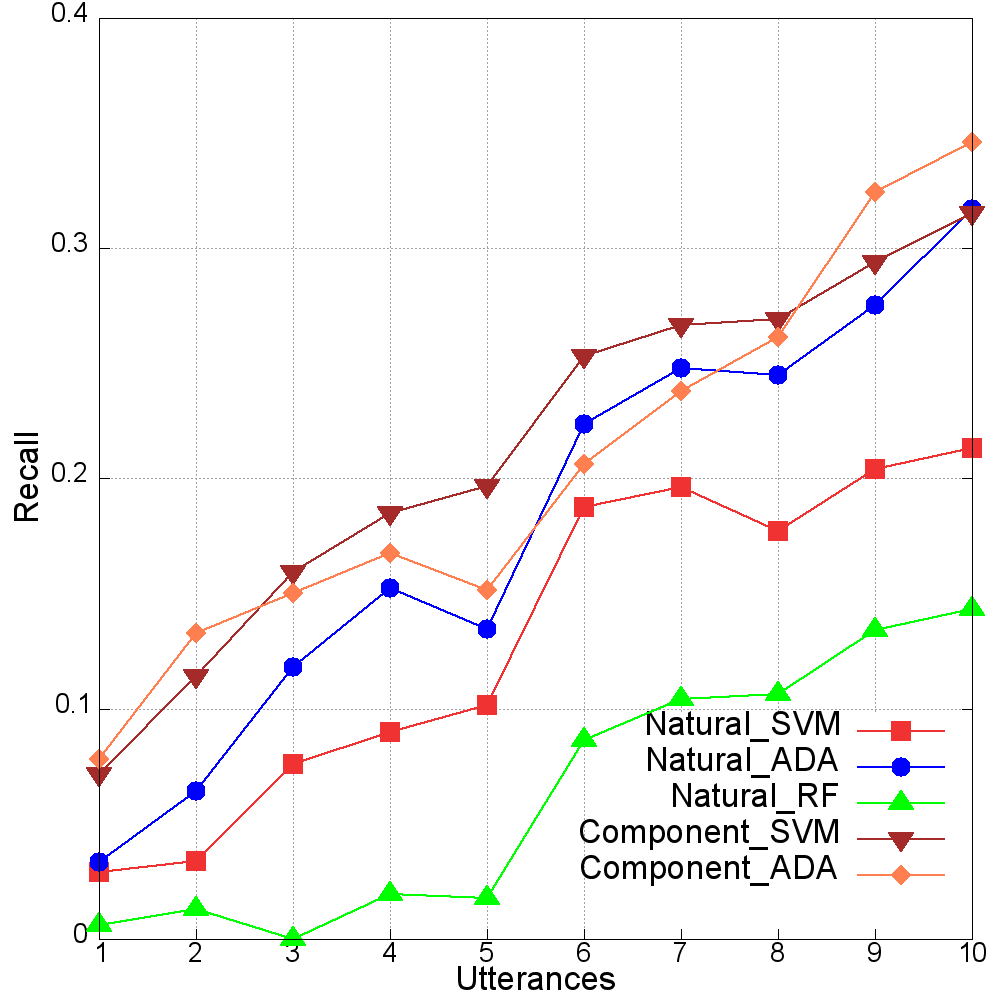 0.4
0.3
0.2
0.1
0
Recall
Natural_SVM
Natural_ADA
Natural_RF
Component_SVM
Component_ADA
1 2 3 4 5 6 7 8 9 10
Utterances